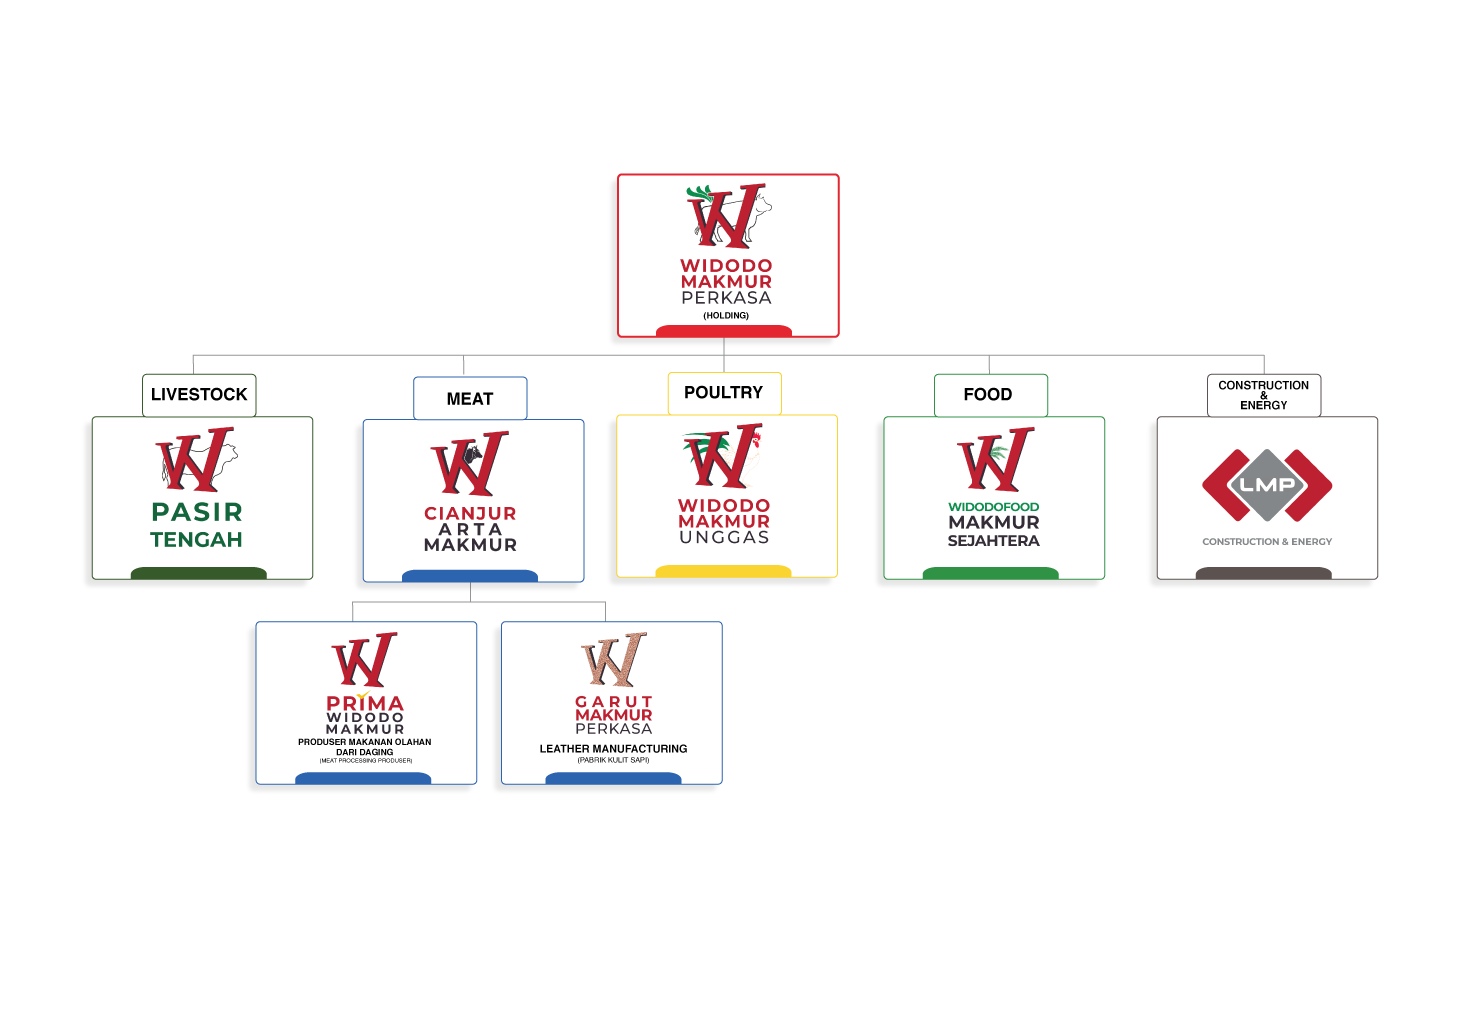 WIDODO
MAKMUR
PERKASA
(HOLDING)
LIVESTOCK
PASIR
TENGAH
MEAT
CIANJUR
ARTA
MAKMUR
POULTRY
WIDODO
MAKMUR
UNGGAS
FOOD
WIDODOFOOD
MAKMUR
SEJAHTERA
CONSTRUCTION
&
ENERGY
LMP
CONSTRUCTION & ENERGY
PRIMA
WIDODO
MAKMUR
PRODUSER MAKANAN OLAHAN
DARI DAGING
(MEAT PROCESSING PRODUSER)
GARUT
MAKMUR
PERKASA
LEATHER MANUFACTURING
(PABRIK KULIT SAPI)